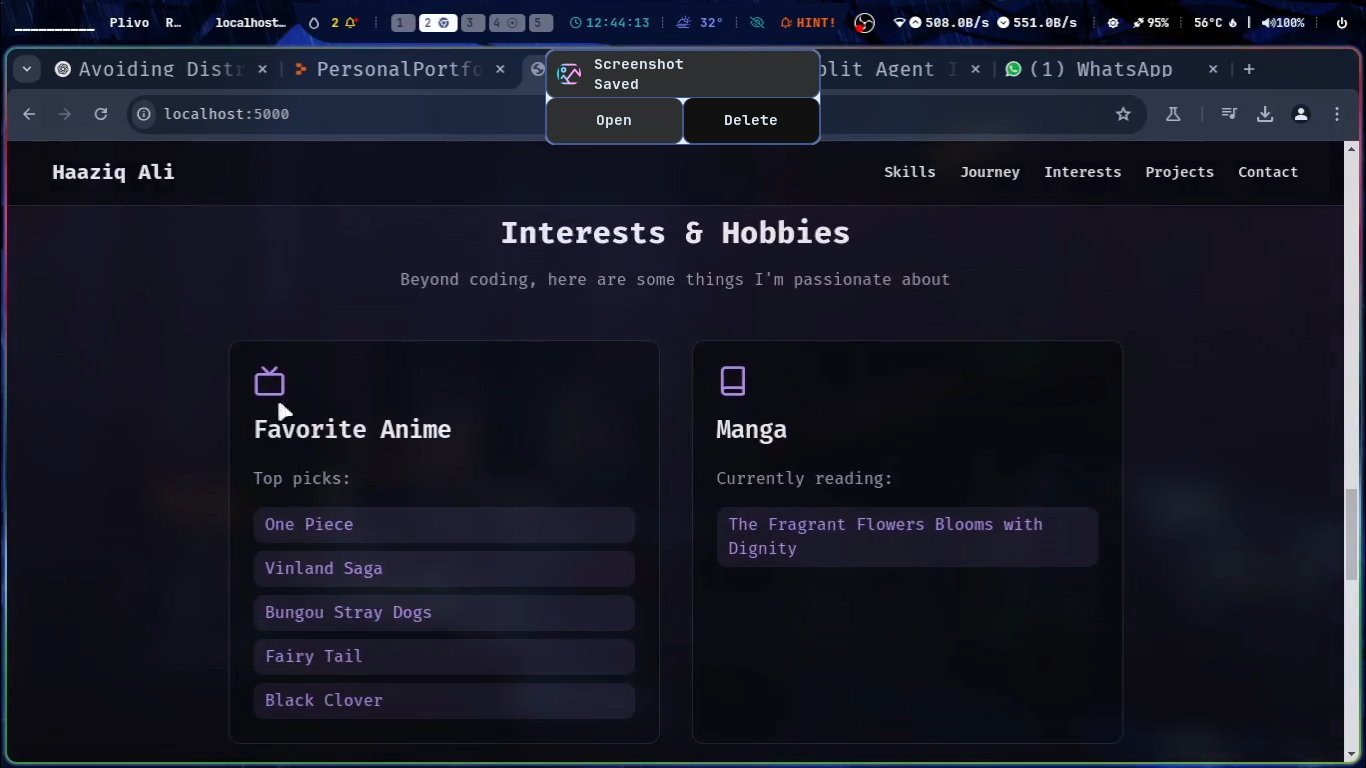 __________ Plivo R… localhost… 2 1 2 3 4 5 12:44:13 32° HINT! 508.0B/s 551.0B/s 95% 56°C 100%
Avoiding Distr PersonalPortfo plit Agent I (1) WhatsApp
Screenshot
Saved
Open Delete
localhost:5000
Haaziq Ali Skills Journey Interests Projects Contact
Interests & Hobbies
Beyond coding, here are some things I'm passionate about
Favorite Anime
Top picks:
One Piece
Vinland Saga
Bungou Stray Dogs
Fairy Tail
Black Clover
Manga
Currently reading:
The Fragrant Flowers Blooms with
Dignity